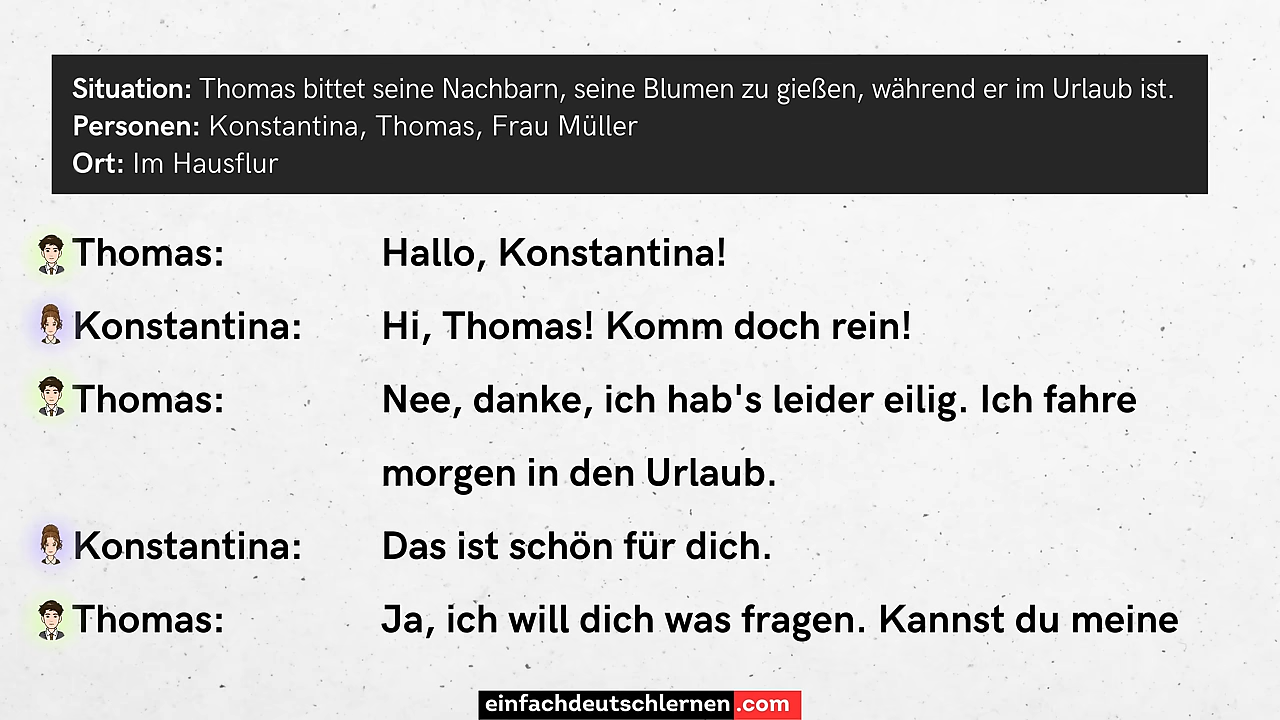 Situation: Thomas bittet seine Nachbarn, seine Blumen zu gießen, während er im Urlaub ist.
Personen: Konstantina, Thomas, Frau Müller
Ort: Im Hausflur
Thomas: Hallo, Konstantina!
Konstantina: Hi, Thomas! Komm doch rein!
Thomas: Nee, danke, ich hab's leider eilig. Ich fahre
morgen in den Urlaub.
Konstantina: Das ist schön für dich.
Thomas: Ja, ich will dich was fragen. Kannst du meine
einfachdeutschlernen.com